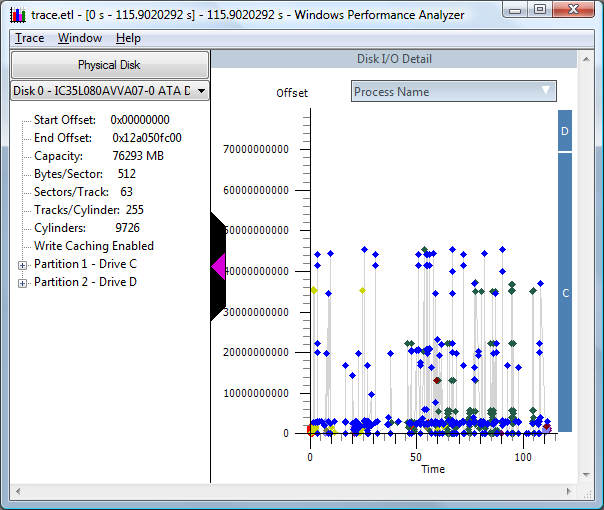 trace.etl - [0 s - 115.9020292 s] - 115.9020292 s - Windows Performance Analyzer
Trace Window Help
Physical Disk
Disk 0 - IC35L080AVVA07-0 ATA D
Start Offset: 0x00000000
End Offset: 0x12a050fc00
Capacity: 76293 MB
Bytes/Sector: 512
Sectors/Track: 63
Tracks/Cylinder: 255
Cylinders: 9726
Write Caching Enabled
Partition 1 - Drive C
Partition 2 - Drive D
Disk I/O Detail
Offset
Process Name
D
C
70000000000
60000000000
50000000000
40000000000
30000000000
20000000000
10000000000
0
0 50 100
Time